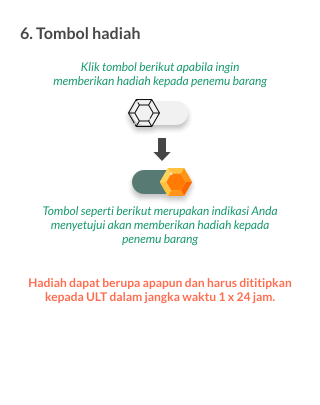 6. Tombol hadiah
Klik tombol berikut apabila ingin
memberikan hadiah kepada penemu barang
Tombol seperti berikut merupakan indikasi Anda
menyetujui akan memberikan hadiah kepada
penemu barang
Hadiah dapat berupa apapun dan harus dititipkan
kepada ULT dalam jangka waktu 1 x 24 jam.